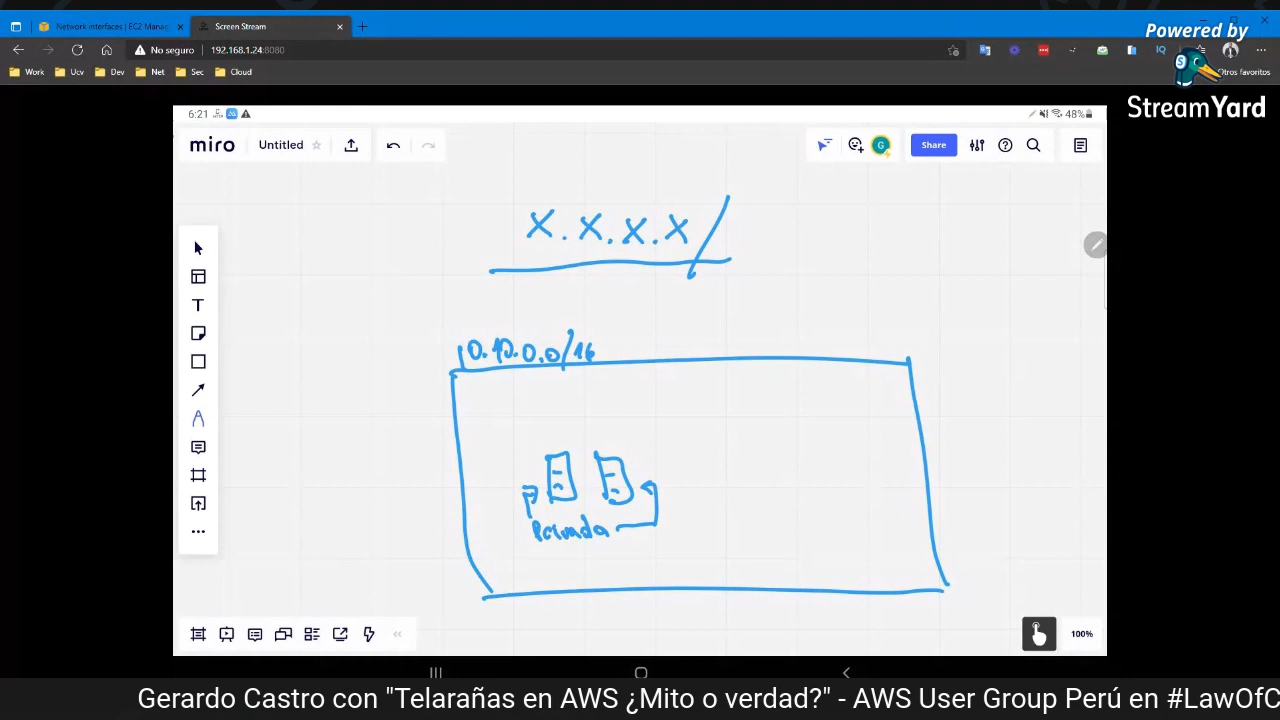 Network interfaces | EC2 Manag
Screen Stream
Powered by
No seguro
192.168.1.24:8080
Work
Ucv
Dev
Net
Sec
Cloud
Otros favoritos
StreamYard
6:21
48%
miro
Untitled
G
Share
X.X.X.X/
10.10.0.0/16
Privada
100%
Gerardo Castro con "Telarañas en AWS ¿Mito o verdad?" - AWS User Group Perú en #LawOfC